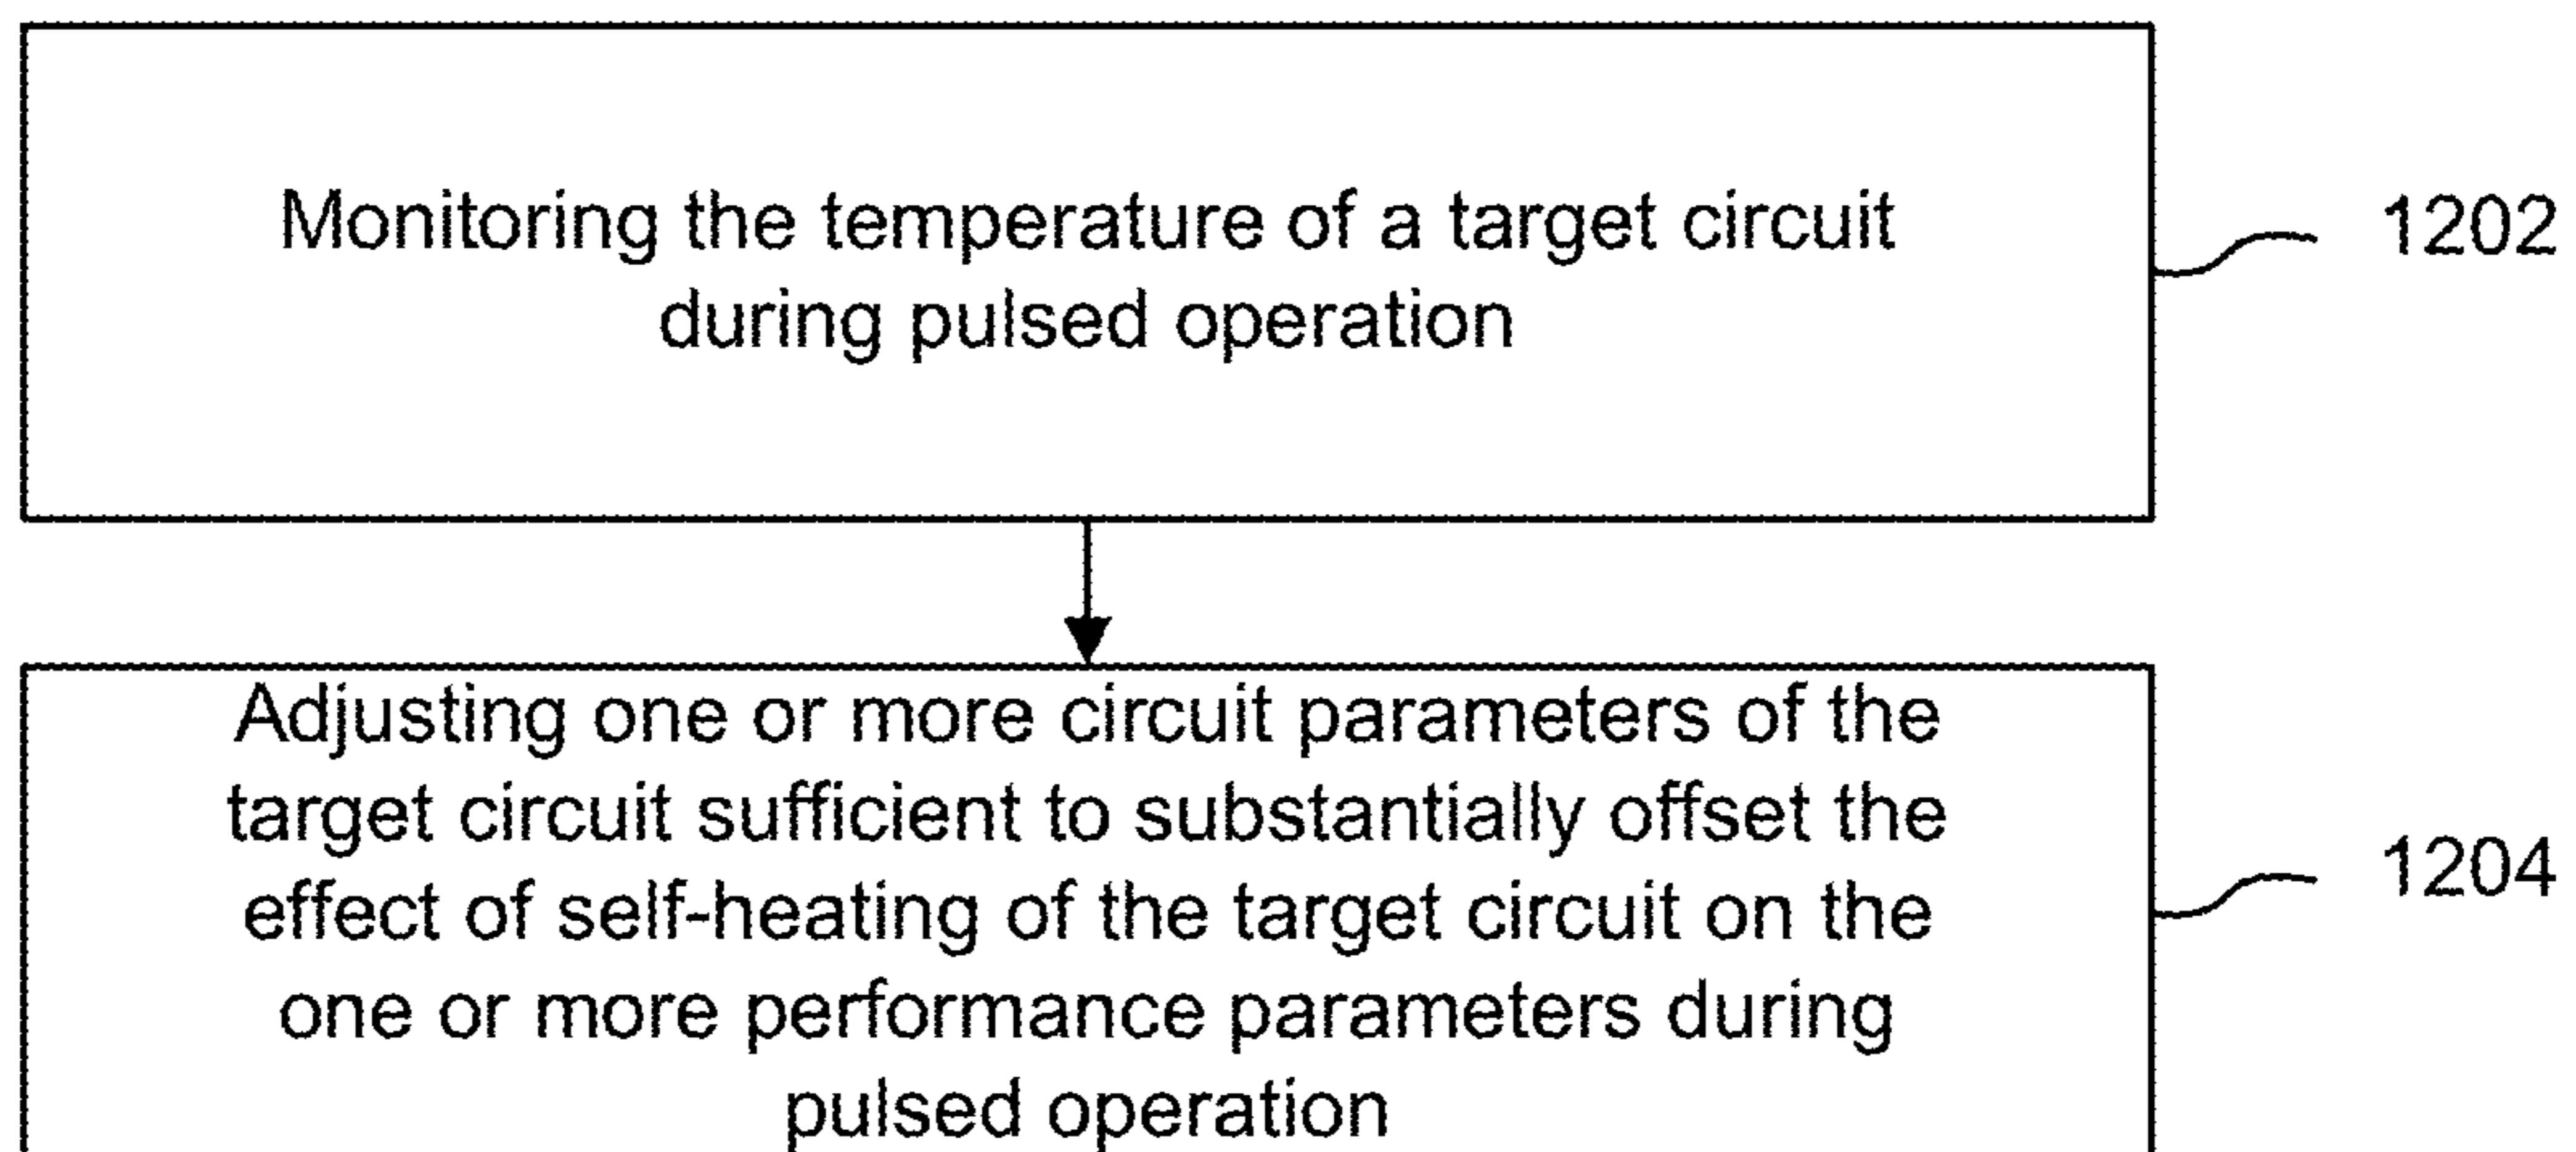 Monitoring the temperature of a target circuit
during pulsed operation
1202
Adjusting one or more circuit parameters of the
target circuit sufficient to substantially offset the
effect of self-heating of the target circuit on the
one or more performance parameters during
pulsed operation
1204